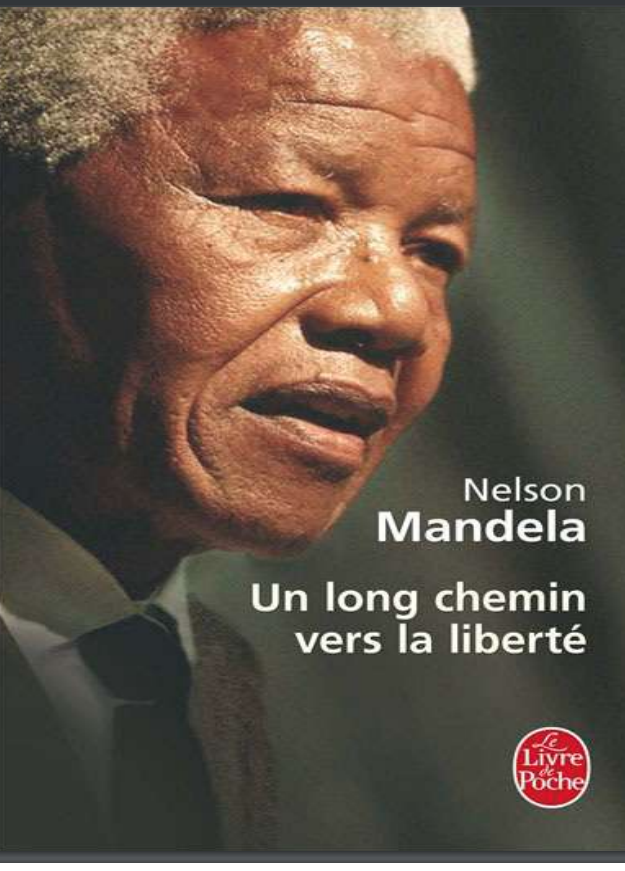 Nelson
Mandela
Un long chemin
vers la liberté
Le
Livre
de
Poche